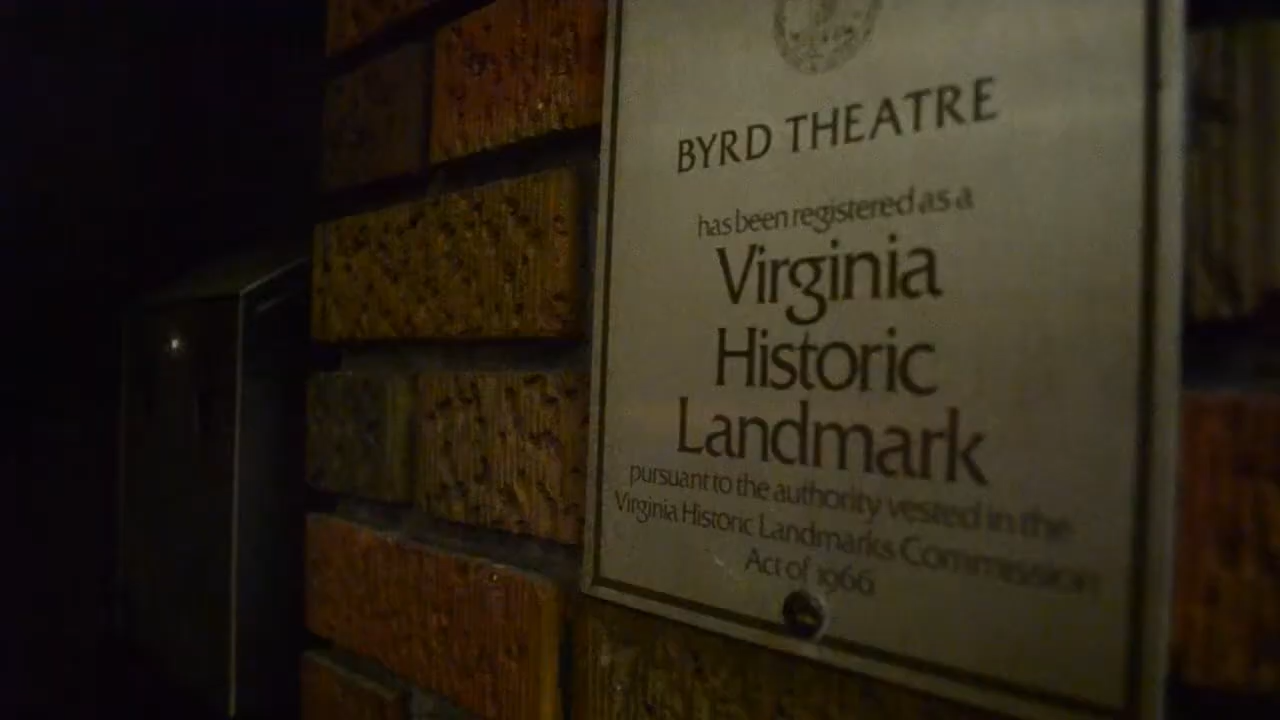 BYRD THEATRE
has been registered as a
Virginia
Historic
Landmark
pursuant to the authority vested in the
Virginia Historic Landmarks Commission
Act of 1966